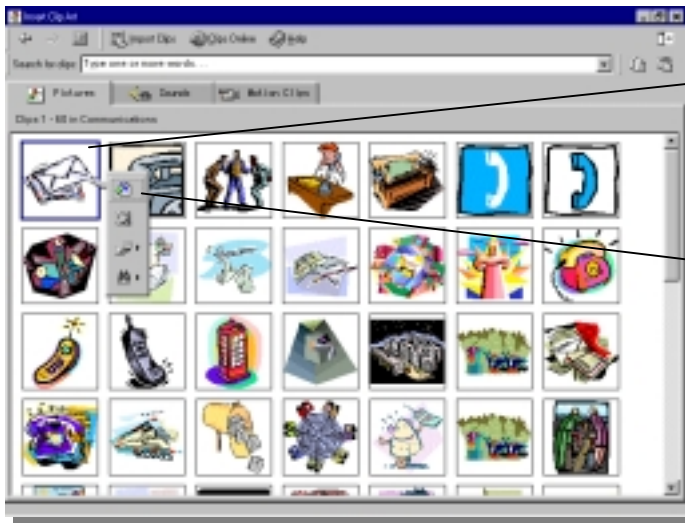 Insert Clip Art
Import Clips Clips Online Help
Search for clips: Type one or more words...
Pictures Sounds Motion Clips
Clips 1 - 60 in Communications